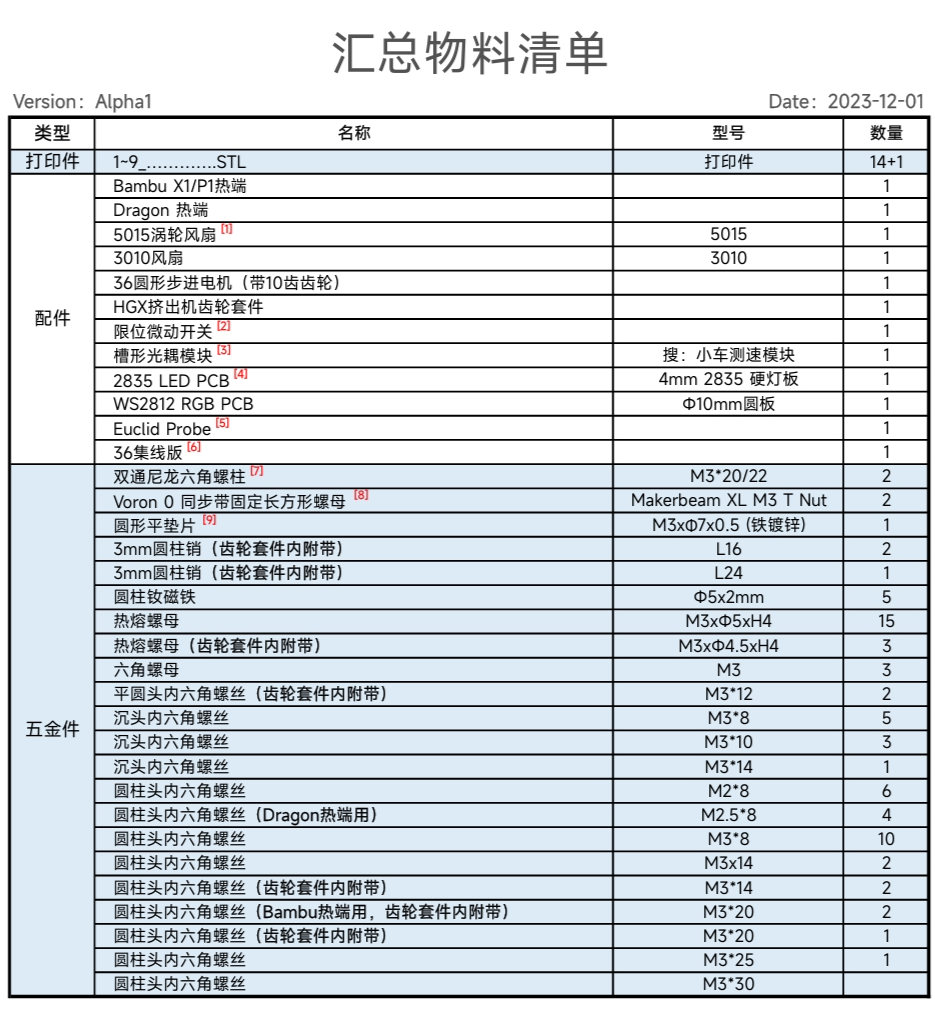 汇总物料清单
Version：Alpha1 Date：2023-12-01
类型 名称 型号 数量
打印件 1~9_.............STL 打印件 14+1
配件
Bambu X1/P1热端 1
Dragon 热端 1
5015涡轮风扇 [1] 5015 1
3010风扇 3010 1
36圆形步进电机（带10齿齿轮） 1
HGX挤出机齿轮套件 1
限位微动开关 [2] 1
槽形光耦模块 [3] 搜：小车测速模块 1
2835 LED PCB [4] 4mm 2835 硬灯板 1
WS2812 RGB PCB Φ10mm圆板 1
Euclid Probe [5] 1
36集线版 [6] 1
五金件
双通尼龙六角螺柱 [7] M3*20/22 2
Voron 0 同步带固定长方形螺母 [8] Makerbeam XL M3 T Nut 2
圆形平垫片 [9] M3xΦ7x0.5 (铁镀锌) 1
3mm圆柱销（齿轮套件内附带） L16 2
3mm圆柱销（齿轮套件内附带） L24 1
圆柱钕磁铁 Φ5x2mm 5
热熔螺母 M3xΦ5xH4 15
热熔螺母（齿轮套件内附带） M3xΦ4.5xH4 3
六角螺母 M3 3
平圆头内六角螺丝（齿轮套件内附带） M3*12 2
沉头内六角螺丝 M3*8 5
沉头内六角螺丝 M3*10 3
沉头内六角螺丝 M3*14 1
圆柱头内六角螺丝 M2*8 6
圆柱头内六角螺丝（Dragon热端用） M2.5*8 4
圆柱头内六角螺丝 M3*8 10
圆柱头内六角螺丝 M3x14 2
圆柱头内六角螺丝（齿轮套件内附带） M3*14 2
圆柱头内六角螺丝（Bambu热端用，齿轮套件内附带） M3*20 2
圆柱头内六角螺丝（齿轮套件内附带） M3*20 1
圆柱头内六角螺丝 M3*25 1
圆柱头内六角螺丝 M3*30